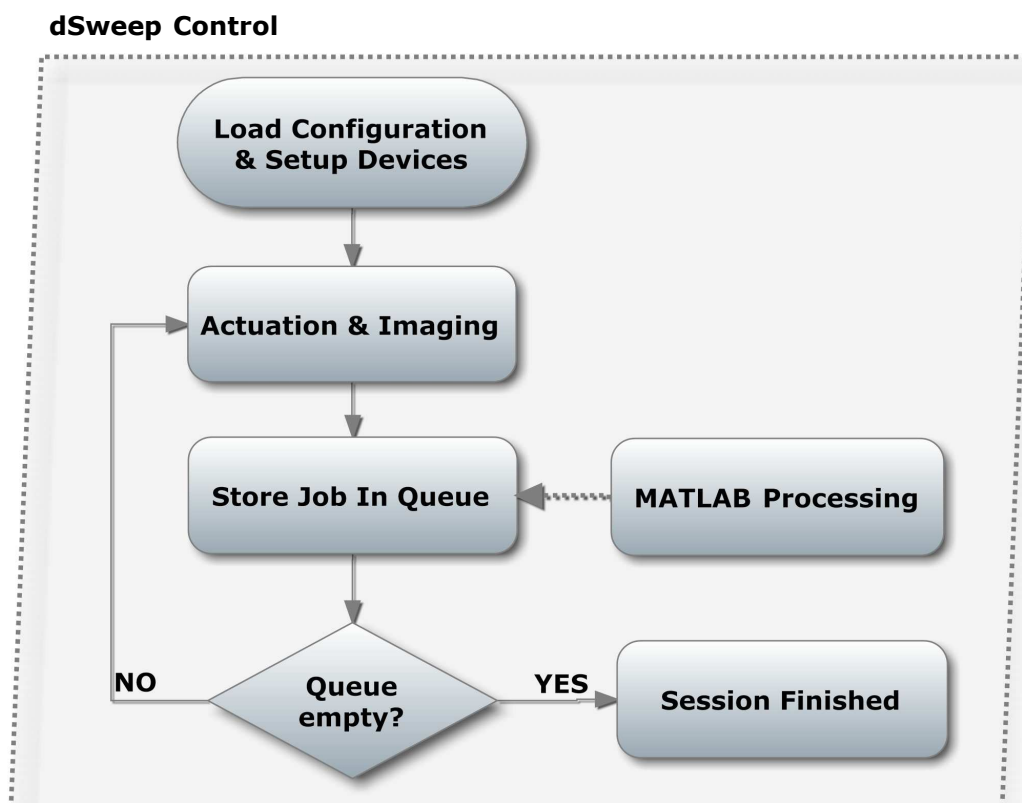 dSweep Control
Load Configuration
& Setup Devices
Actuation & Imaging
Store Job In Queue
MATLAB Processing
NO
Queue
empty?
YES
Session Finished